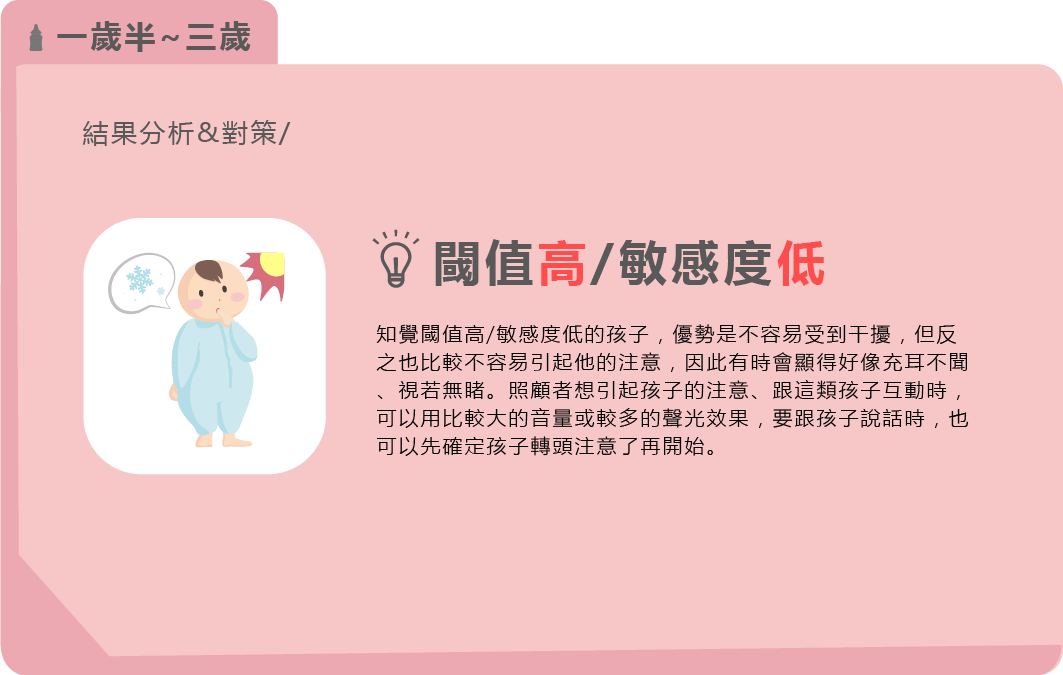 一歲半~三歲
結果分析&對策/
閾值高/敏感度低
知覺閾值高/敏感度低的孩子，優勢是不容易受到干擾，但反
之也比較不容易引起他的注意，因此有時會顯得好像充耳不聞
、視若無睹。照顧者想引起孩子的注意、跟這類孩子互動時，
可以用比較大的音量或較多的聲光效果，要跟孩子說話時，也
可以先確定孩子轉頭注意了再開始。